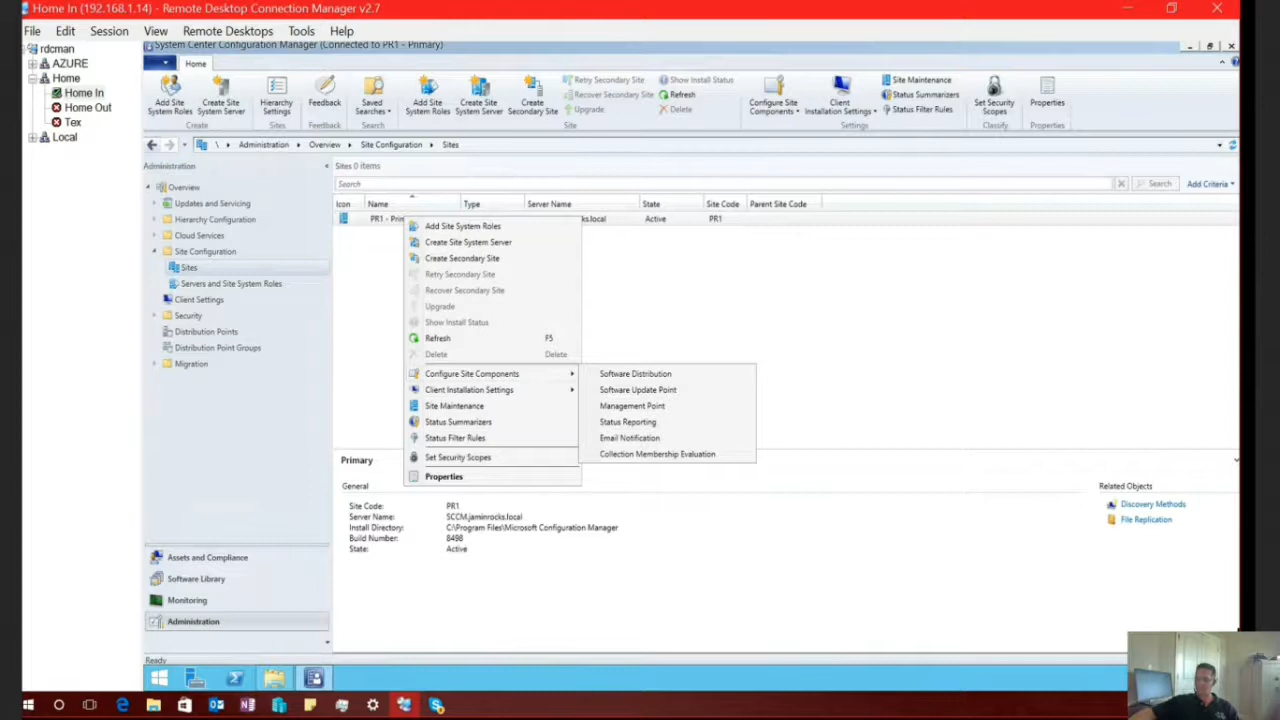 Home In (192.168.1.14) - Remote Desktop Connection Manager v2.7
File Edit Session View Remote Desktops Tools Help
rdcman
AZURE
Home
Home In
Home Out
Tex
Local
System Center Configuration Manager (Connected to PR1 - Primary)
Home
Add Site System Roles
Create Site System Server
Create
Hierarchy Settings
Sites
Feedback
Feedback
Saved Searches
Search
Add Site System Roles
Create Site System Server
Create Secondary Site
Retry Secondary Site
Recover Secondary Site
Upgrade
Show Install Status
Refresh
Delete
Site
Configure Site Components
Client Installation Settings
Site Maintenance
Status Summarizers
Status Filter Rules
Settings
Set Security Scopes
Classify
Properties
Properties
\ Administration Overview Site Configuration Sites
Administration
Overview
Updates and Servicing
Hierarchy Configuration
Cloud Services
Site Configuration
Sites
Servers and Site System Roles
Client Settings
Security
Distribution Points
Distribution Point Groups
Migration
Assets and Compliance
Software Library
Monitoring
Administration
Ready
Sites 0 items
Search
Search
Add Criteria
Icon Name Type Server Name State Site Code Parent Site Code
PR1 - Prim ks.local Active PR1
Add Site System Roles
Create Site System Server
Create Secondary Site
Retry Secondary Site
Recover Secondary Site
Upgrade
Show Install Status
Refresh F5
Delete Delete
Configure Site Components
Client Installation Settings
Site Maintenance
Status Summarizers
Status Filter Rules
Set Security Scopes
Properties
Software Distribution
Software Update Point
Management Point
Status Reporting
Email Notification
Collection Membership Evaluation
Primary
General
Site Code: PR1
Server Name: SCCM.jaminrocks.local
Install Directory: C:\Program Files\Microsoft Configuration Manager
Build Number: 8498
State: Active
Related Objects
Discovery Methods
File Replication